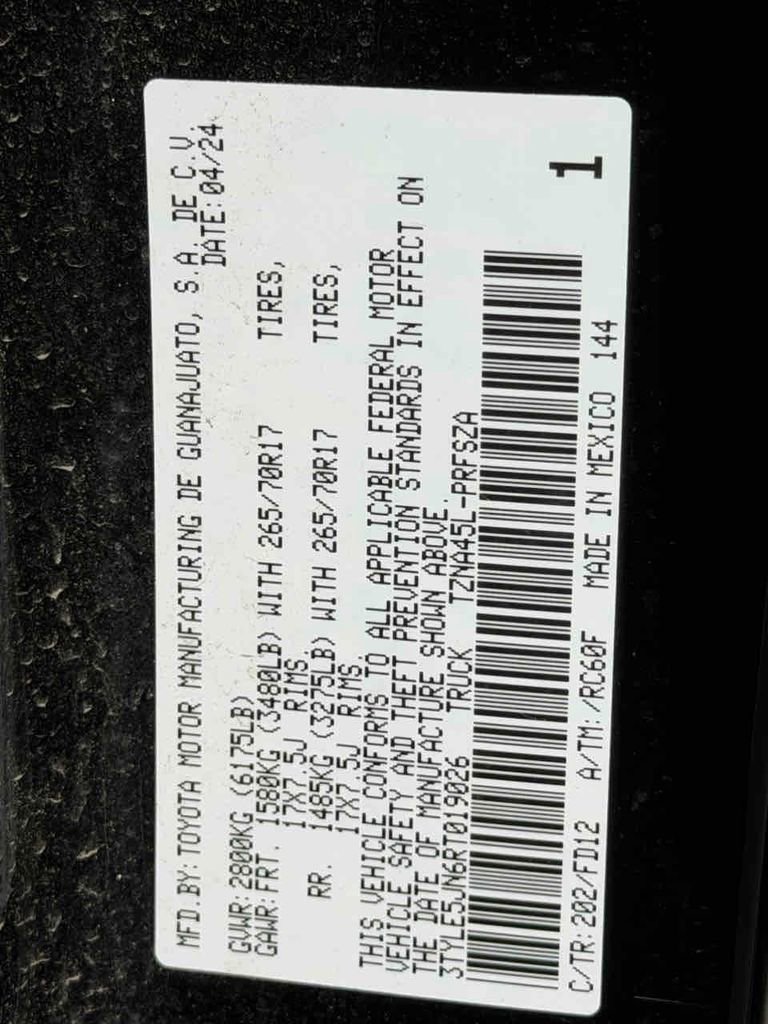 MFD.BY: TOYOTA MOTOR MANUFACTURING DE GUANAJUATO, S.A. DE C.V.
DATE: 04/24
GVWR: 2800KG (6175LB)
GAWR: FRT. 1580KG (3480LB) WITH 265/70R17 TIRES,
17X7.5J RIMS.
RR. 1485KG (3275LB) WITH 265/70R17 TIRES,
17X7.5J RIMS.
THIS VEHICLE CONFORMS TO ALL APPLICABLE FEDERAL MOTOR
VEHICLE SAFETY AND THEFT PREVENTION STANDARDS IN EFFECT ON
THE DATE OF MANUFACTURE SHOWN ABOVE.
3TYLE5JN6RT019026 TRUCK TZNA45L-PRFSZA
1
C/TR: 202/FD12 A/TM: /RC60F MADE IN MEXICO 144